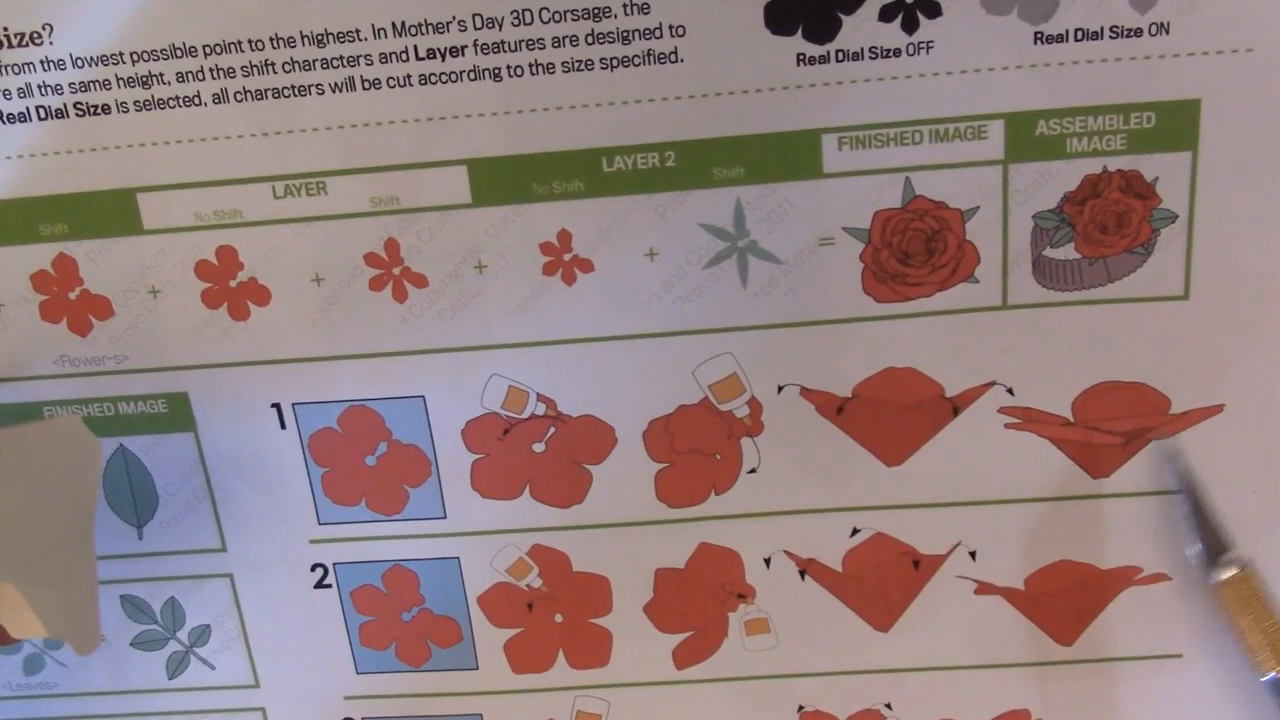 Size?
from the lowest possible point to the highest. In Mother's Day 3D Corsage, the
re all the same height, and the shift characters and Layer features are designed to
Real Dial Size is selected, all characters will be cut according to the size specified.
Real Dial Size OFF
Real Dial Size ON
LAYER
LAYER 2
FINISHED IMAGE
ASSEMBLED
IMAGE
Shift
No Shift
Shift
No Shift
Shift
+
+
+
+
=
<Flower-s>
FINISHED IMAGE
1
2
<Leaves>